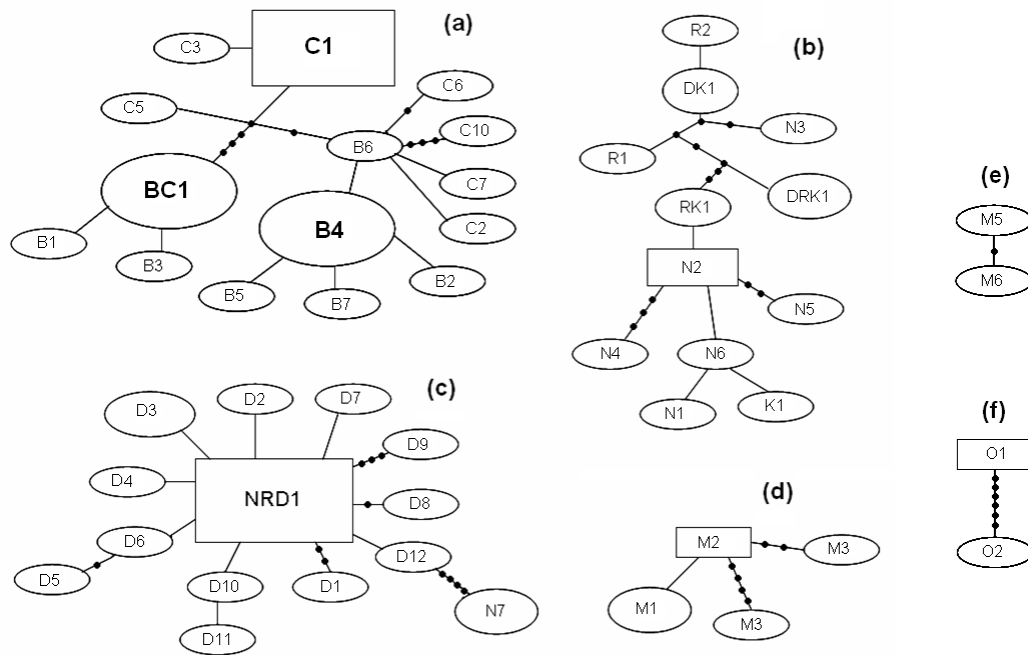 (a)
C1
C3
C5
C6
C10
B6
C7
C2
BC1
B4
B1
B3
B5
B7
B2
(b)
R2
DK1
N3
R1
DRK1
RK1
N2
N5
N4
N6
N1
K1
(c)
D3
D2
D7
D9
D4
NRD1
D8
D6
D12
D5
D10
D1
N7
D11
(d)
M2
M3
M1
M3
(e)
M5
M6
(f)
O1
O2